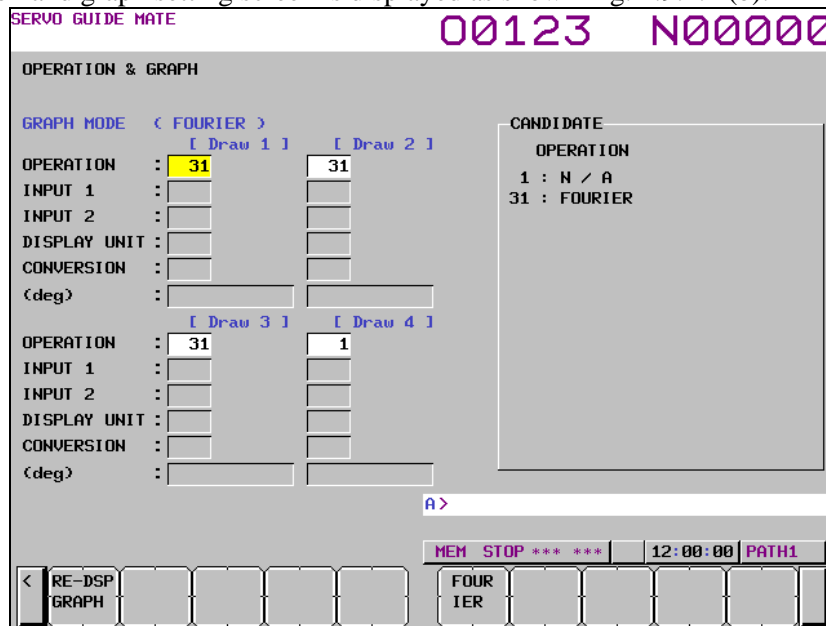 SERVO GUIDE MATE O0123 N00000
OPERATION & GRAPH
GRAPH MODE ( FOURIER )
[ Draw 1 ] [ Draw 2 ]
OPERATION : 31 31
INPUT 1 :
INPUT 2 :
DISPLAY UNIT :
CONVERSION :
(deg) :
[ Draw 3 ] [ Draw 4 ]
OPERATION : 31 1
INPUT 1 :
INPUT 2 :
DISPLAY UNIT :
CONVERSION :
(deg) :
CANDIDATE
OPERATION
1 : N / A
31 : FOURIER
A>
MEM STOP *** *** 12:00:00 PATH1
< RE-DSP FOUR
GRAPH IER